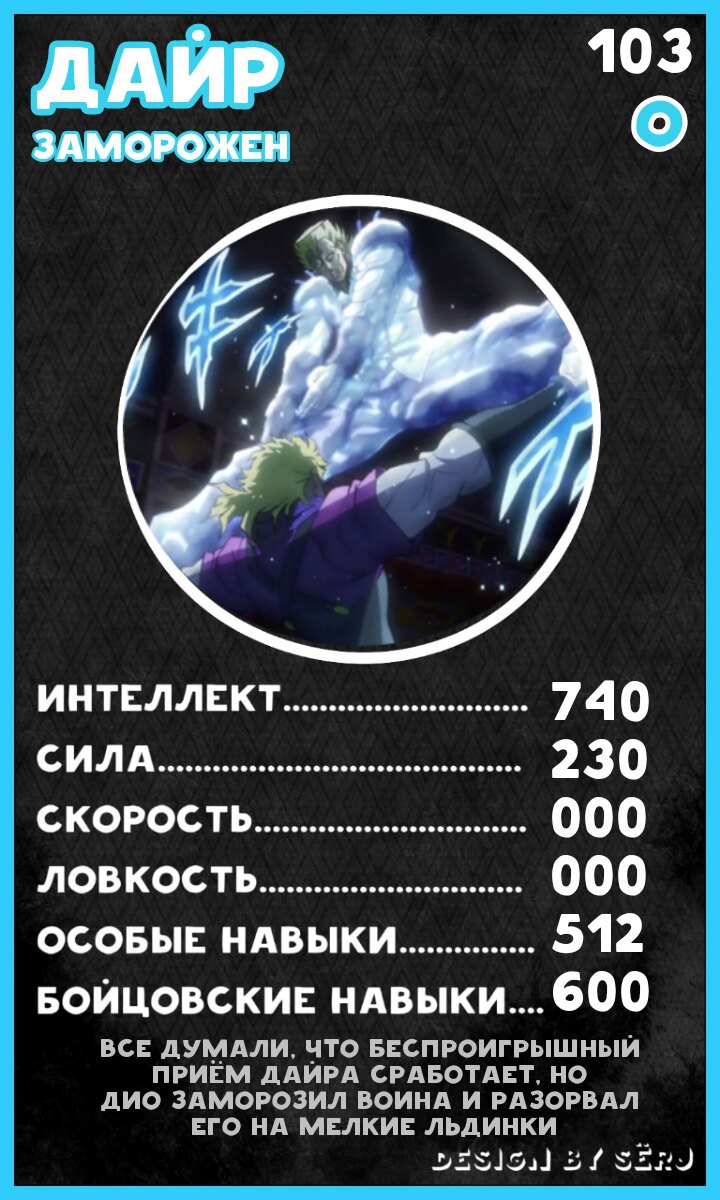 ДАЙР
103
ЗАМОРОЖЕН
ИНТЕЛЛЕКТ........................... 740
СИЛА........................................ 230
СКОРОСТЬ.............................. 000
ЛОВКОСТЬ............................. 000
ОСОБЫЕ НАВЫКИ............... 512
БОЙЦОВСКИЕ НАВЫКИ.... 600
ВСЕ ДУМАЛИ, ЧТО БЕСПРОИГРЫШНЫЙ
ПРИЁМ ДАЙРА СРАБОТАЕТ, НО
ДИО ЗАМОРОЗИЛ ВОИНА И РАЗОРВАЛ
ЕГО НА МЕЛКИЕ ЛЬДИНКИ
DESIGN BY SЁRJ